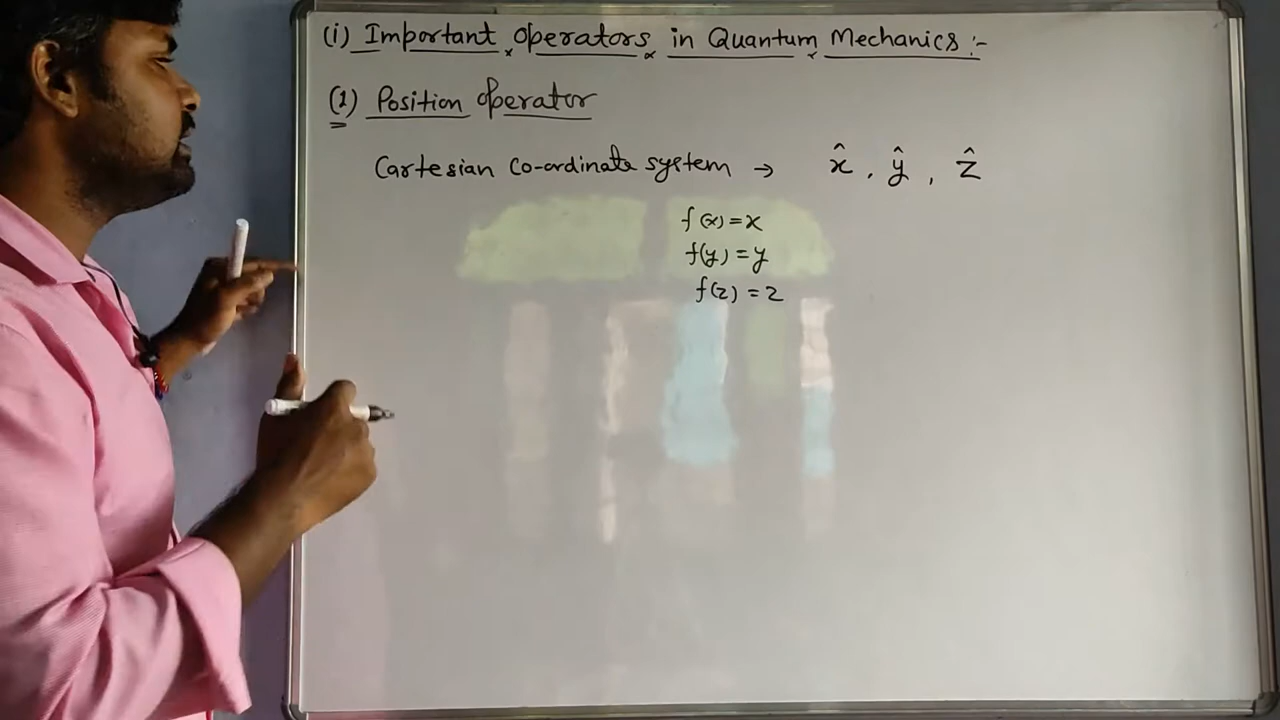 (i) Important operators in Quantum Mechanics :-
(1) Position operator
Cartesian Co-ordinate system → x̂, ŷ, ẑ
f(x) = x
f(y) = y
f(z) = z